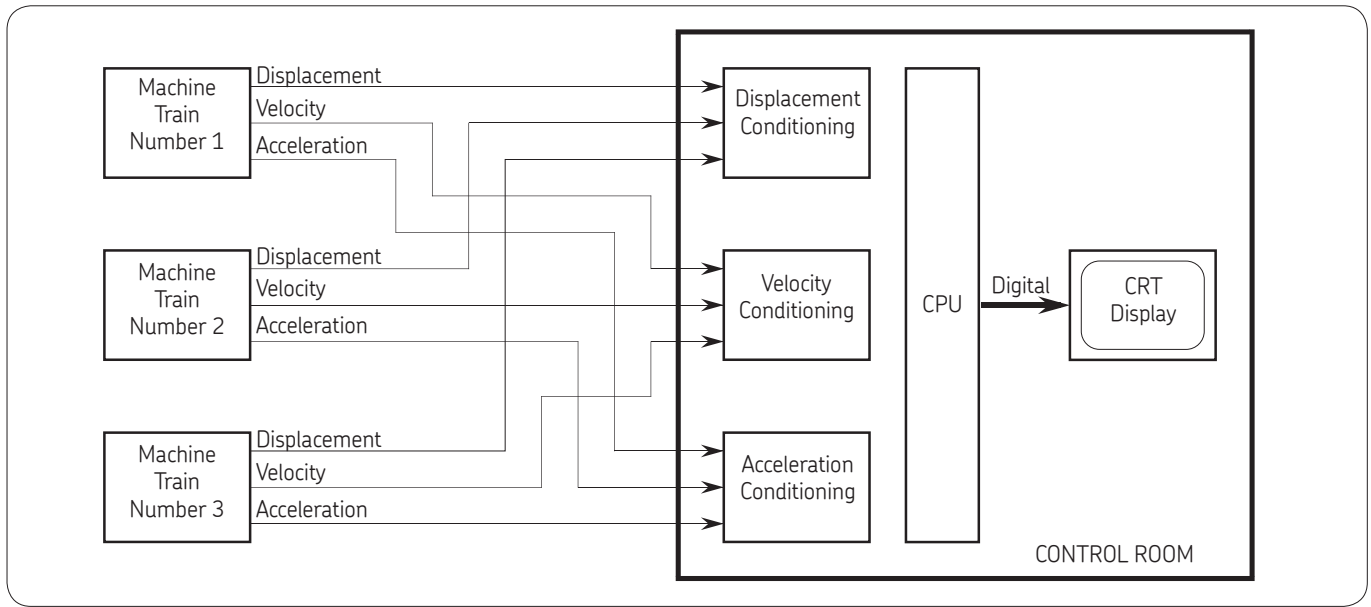 Machine
Train
Number 1
Displacement
Velocity
Acceleration
Machine
Train
Number 2
Displacement
Velocity
Acceleration
Machine
Train
Number 3
Displacement
Velocity
Acceleration
Displacement
Conditioning
Velocity
Conditioning
Acceleration
Conditioning
CPU
Digital
CRT
Display
CONTROL ROOM